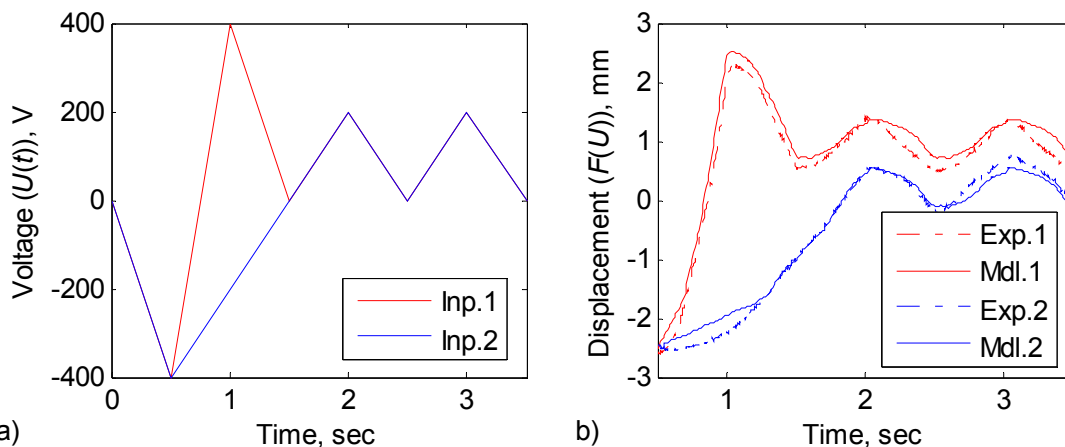 400
200
0
-200
-400
Voltage (U(t)), V
Inp.1
Inp.2
0 1 2 3
Time, sec
a)
3
2
1
0
-1
-2
-3
Displacement (F(U)), mm
Exp.1
Mdl.1
Exp.2
Mdl.2
1 2 3
Time, sec
b)